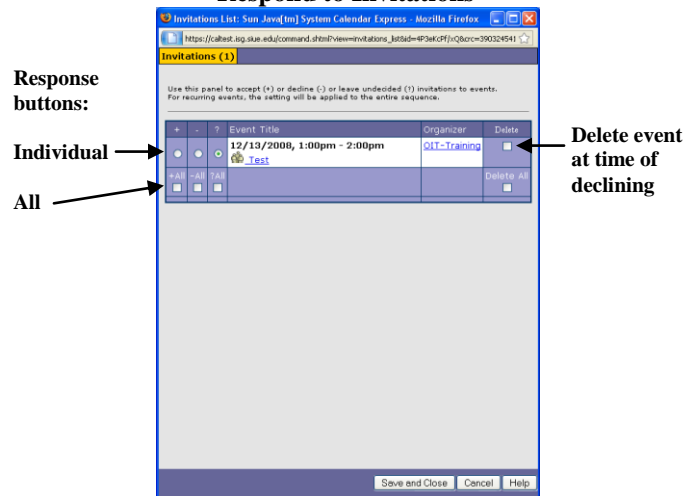 Respond to Invitations
Invitations List: Sun Java[tm] System Calendar Express - Mozilla Firefox
https://caltest.isg.siue.edu/command.shtml?view=invitations_list&id=4P3eKcPf/xQ&crc=390324541
Invitations (1)
Response
buttons:
Use this panel to accept (+) or decline (-) or leave undecided (?) invitations to events.
For recurring events, the setting will be applied to the entire sequence.
+ - ? Event Title Organizer Delete
Individual
12/13/2008, 1:00pm - 2:00pm OIT-Training
Test
Delete event
at time of
declining
All
+All -All ?All Delete All
Save and Close Cancel Help